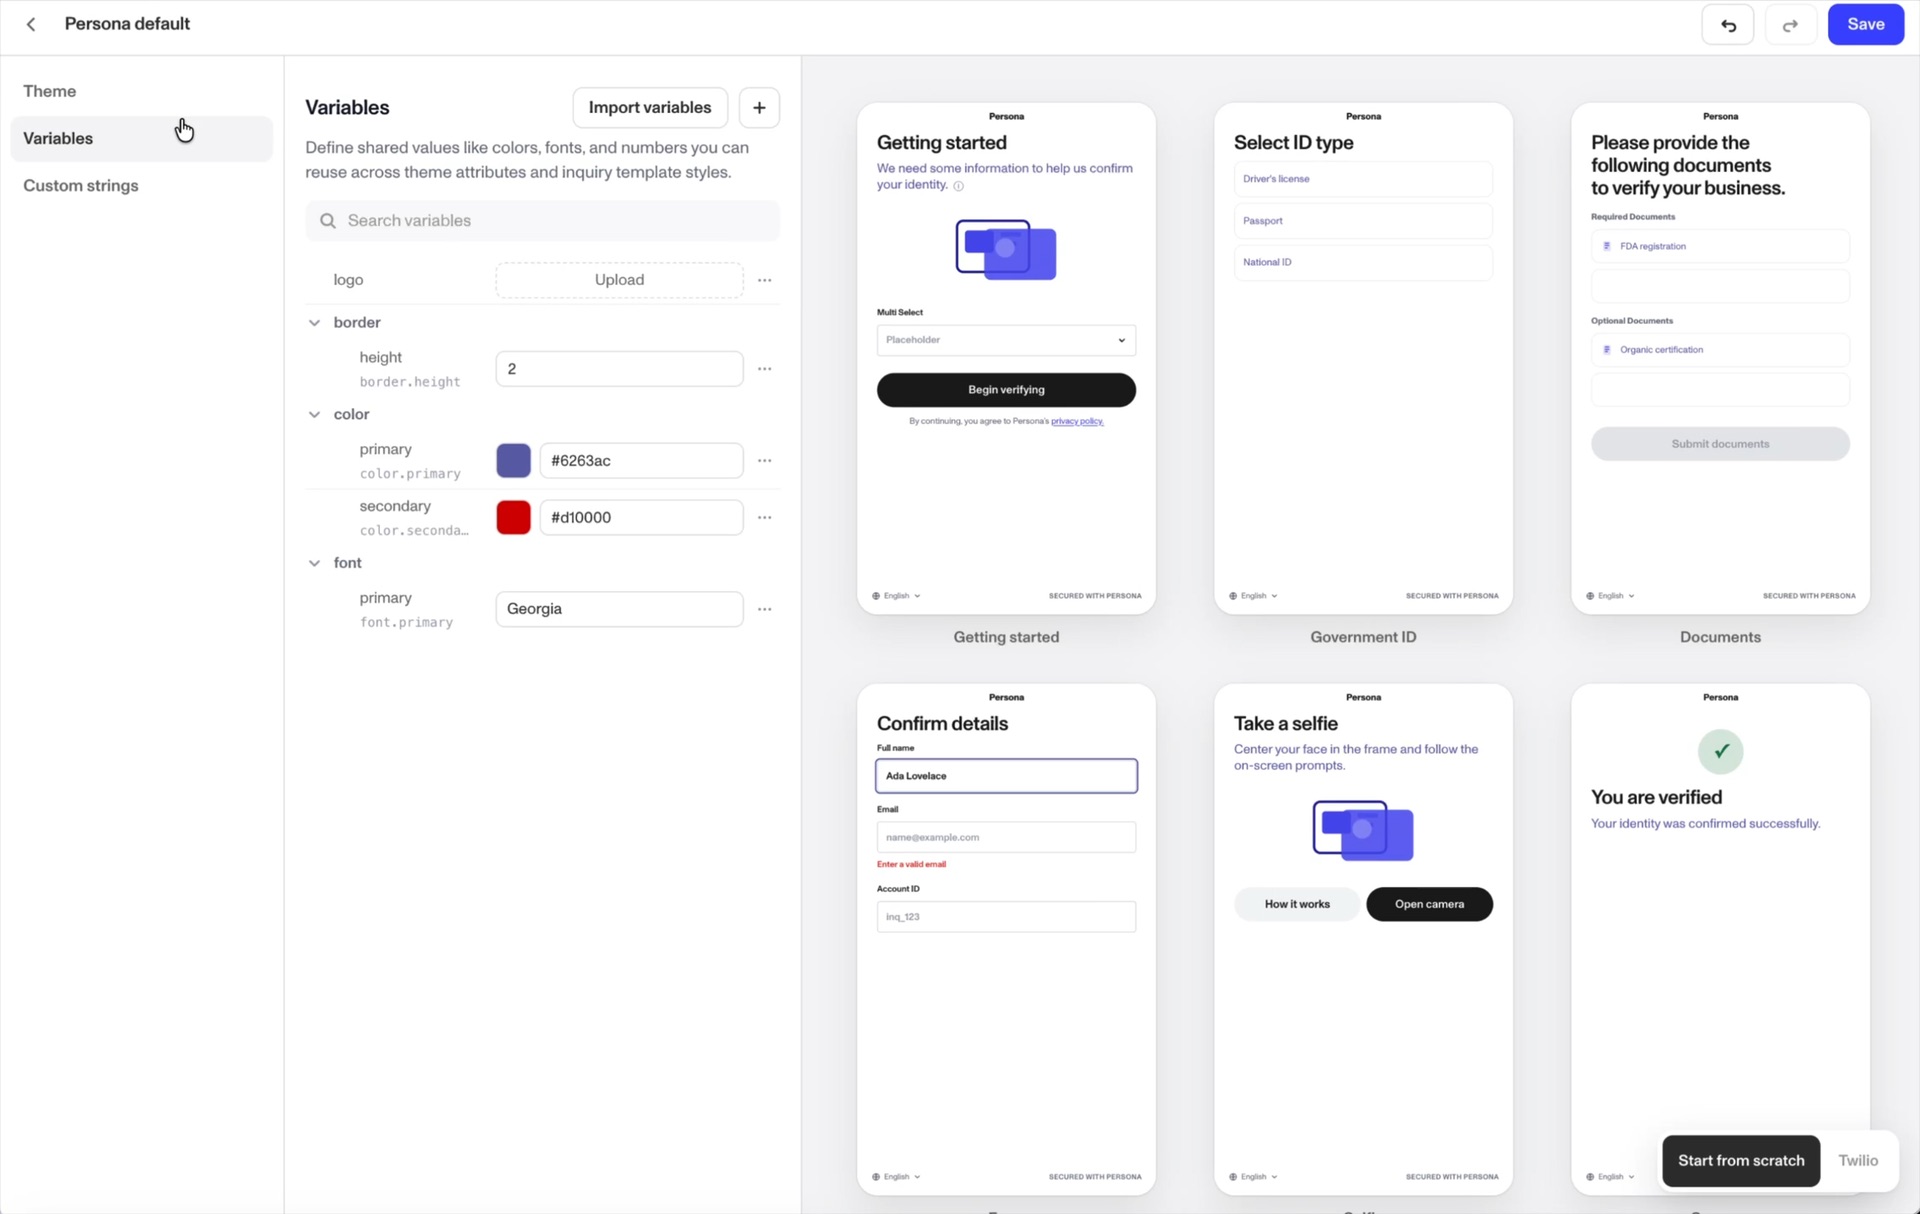 Persona default
Save
Theme
Variables
Custom strings
Variables
Import variables
+
Define shared values like colors, fonts, and numbers you can
reuse across theme attributes and inquiry template styles.
Search variables
logo
Upload
border
height
border.height
2
color
primary
color.primary
#6263ac
secondary
color.seconda…
#d10000
font
primary
font.primary
Georgia
Persona
Getting started
We need some information to help us confirm
your identity.
Multi Select
Placeholder
Begin verifying
By continuing, you agree to Persona's privacy policy.
English
SECURED WITH PERSONA
Getting started
Persona
Select ID type
Driver's license
Passport
National ID
English
SECURED WITH PERSONA
Government ID
Persona
Please provide the
following documents
to verify your business.
Required Documents
FDA registration
Optional Documents
Organic certification
Submit documents
English
SECURED WITH PERSONA
Documents
Persona
Confirm details
Full name
Ada Lovelace
Email
name@example.com
Enter a valid email
Account ID
inq_123
English
SECURED WITH PERSONA
Persona
Take a selfie
Center your face in the frame and follow the
on-screen prompts.
How it works
Open camera
English
SECURED WITH PERSONA
Persona
You are verified
Your identity was confirmed successfully.
English
Start from scratch
Twilio